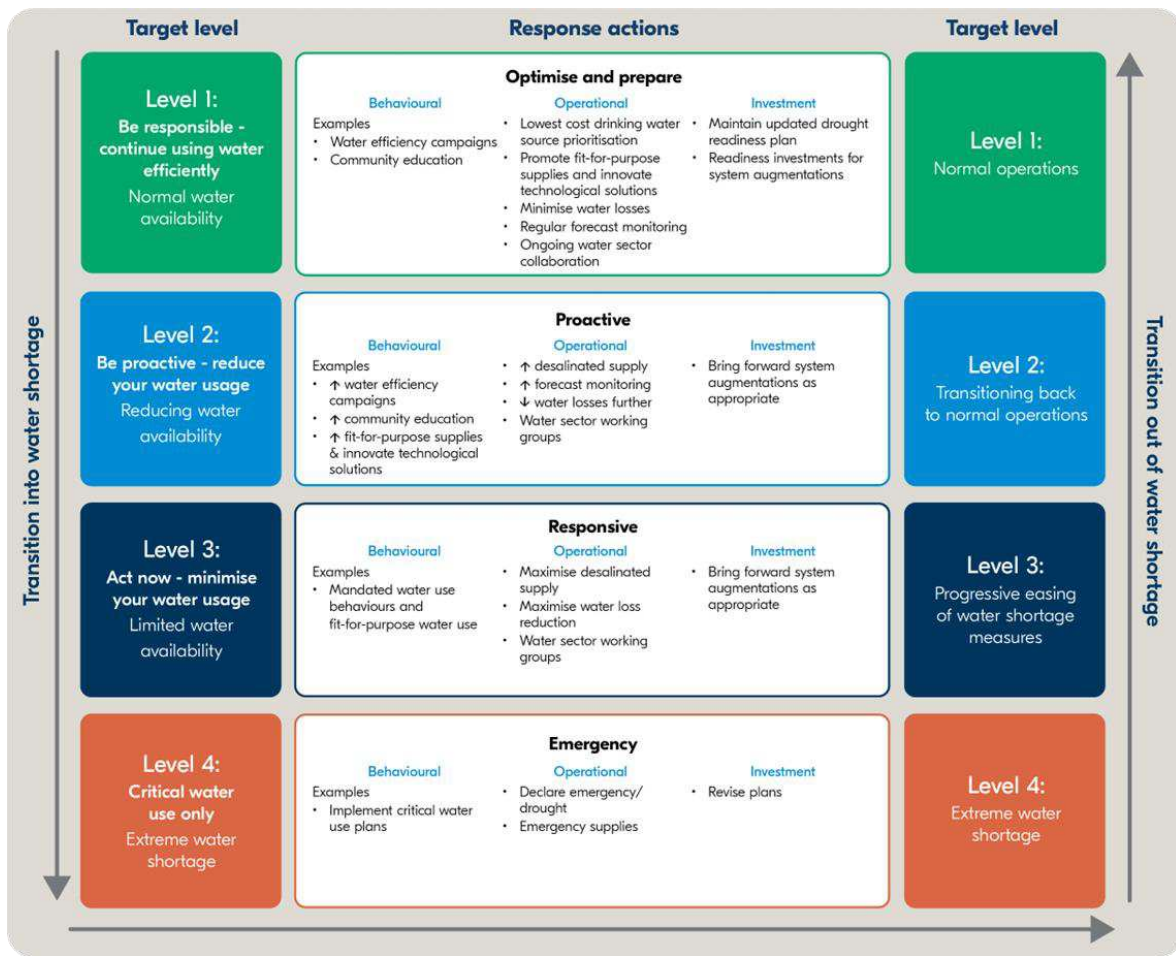 Target level
Response actions
Target level
Transition into water shortage
Level 1:
Be responsible -
continue using water
efficiently
Normal water
availability
Optimise and prepare
Behavioural
Examples
• Water efficiency campaigns
• Community education
Operational
• Lowest cost drinking water
source prioritisation
• Promote fit-for-purpose
supplies and innovate
technological solutions
• Minimise water losses
• Regular forecast monitoring
• Ongoing water sector
collaboration
Investment
• Maintain updated drought
readiness plan
• Readiness investments for
system augmentations
Level 1:
Normal operations
Level 2:
Be proactive - reduce
your water usage
Reducing water
availability
Proactive
Behavioural
Examples
• ↑ water efficiency
campaigns
• ↑ community education
• ↑ fit-for-purpose supplies
& innovate technological
solutions
Operational
• ↑ desalinated supply
• ↑ forecast monitoring
• ↓ water losses further
• Water sector working
groups
Investment
• Bring forward system
augmentations as
appropriate
Level 2:
Transitioning back
to normal operations
Level 3:
Act now - minimise
your water usage
Limited water
availability
Responsive
Behavioural
Examples
• Mandated water use
behaviours and
fit-for-purpose water use
Operational
• Maximise desalinated
supply
• Maximise water loss
reduction
• Water sector working
groups
Investment
• Bring forward system
augmentations as
appropriate
Level 3:
Progressive easing
of water shortage
measures
Level 4:
Critical water
use only
Extreme water
shortage
Emergency
Behavioural
Examples
• Implement critical water
use plans
Operational
• Declare emergency/
drought
• Emergency supplies
Investment
• Revise plans
Level 4:
Extreme water
shortage
Transition out of water shortage